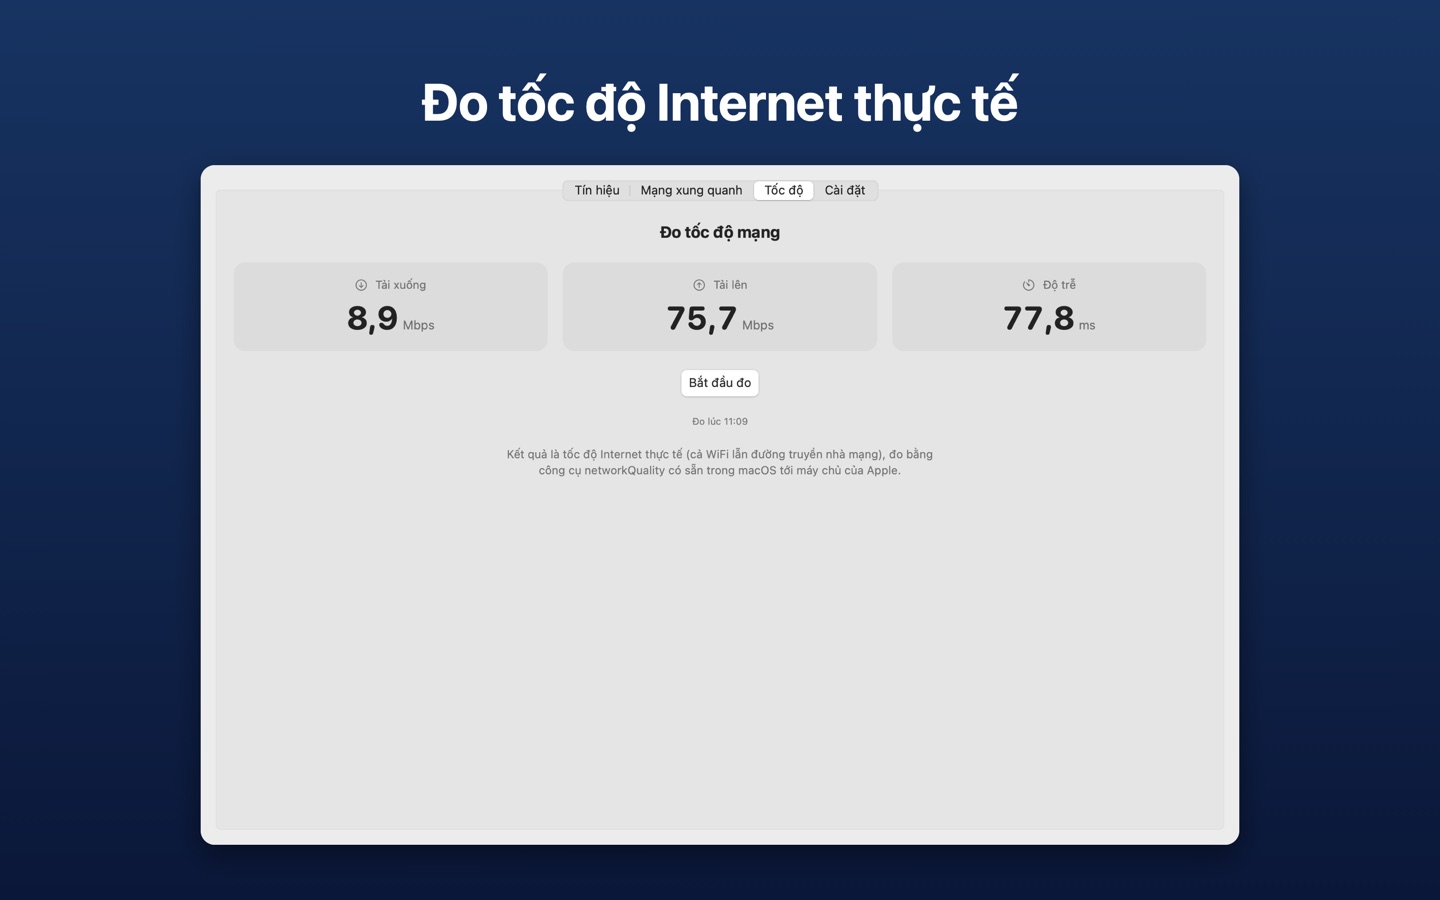 Đo tốc độ Internet thực tế
Tín hiệu
Mạng xung quanh
Tốc độ
Cài đặt
Đo tốc độ mạng
Tải xuống
8,9 Mbps
Tải lên
75,7 Mbps
Độ trễ
77,8 ms
Bắt đầu đo
Đo lúc 11:09
Kết quả là tốc độ Internet thực tế (cả WiFi lẫn đường truyền nhà mạng), đo bằng
công cụ networkQuality có sẵn trong macOS tới máy chủ của Apple.